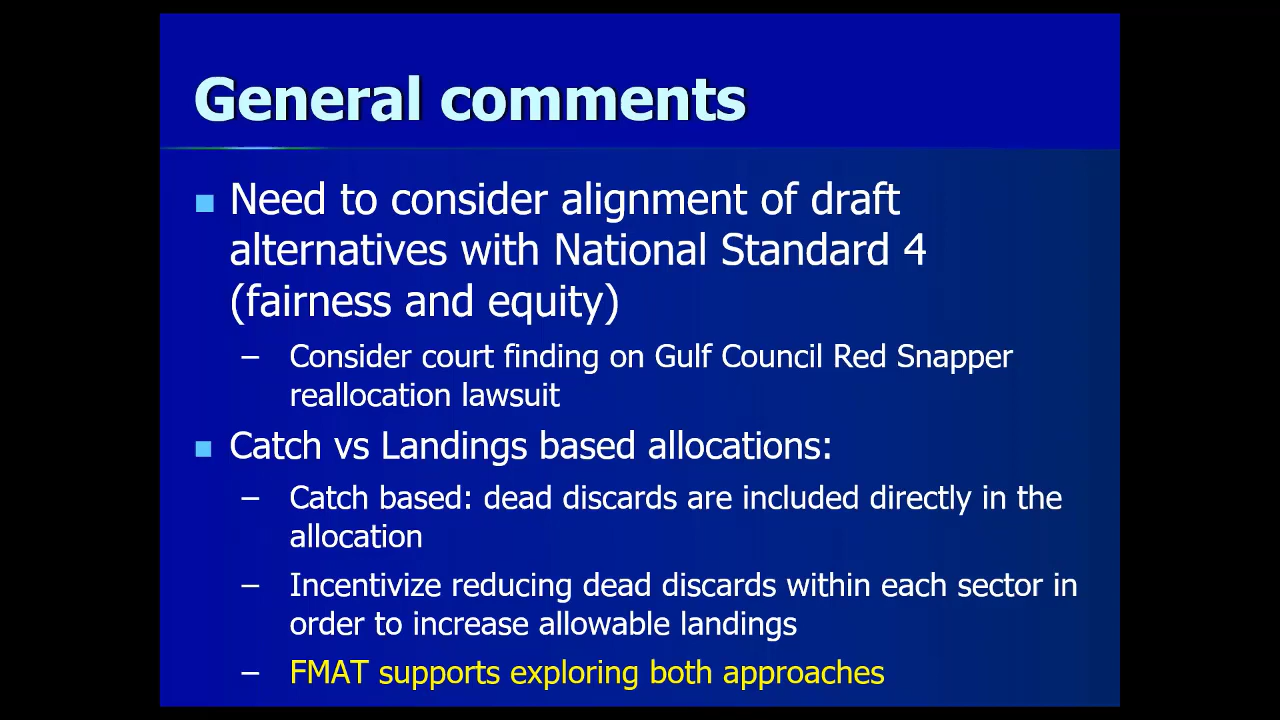 General comments
Need to consider alignment of draft
alternatives with National Standard 4
(fairness and equity)
– Consider court finding on Gulf Council Red Snapper
reallocation lawsuit
Catch vs Landings based allocations:
– Catch based: dead discards are included directly in the
allocation
– Incentivize reducing dead discards within each sector in
order to increase allowable landings
– FMAT supports exploring both approaches